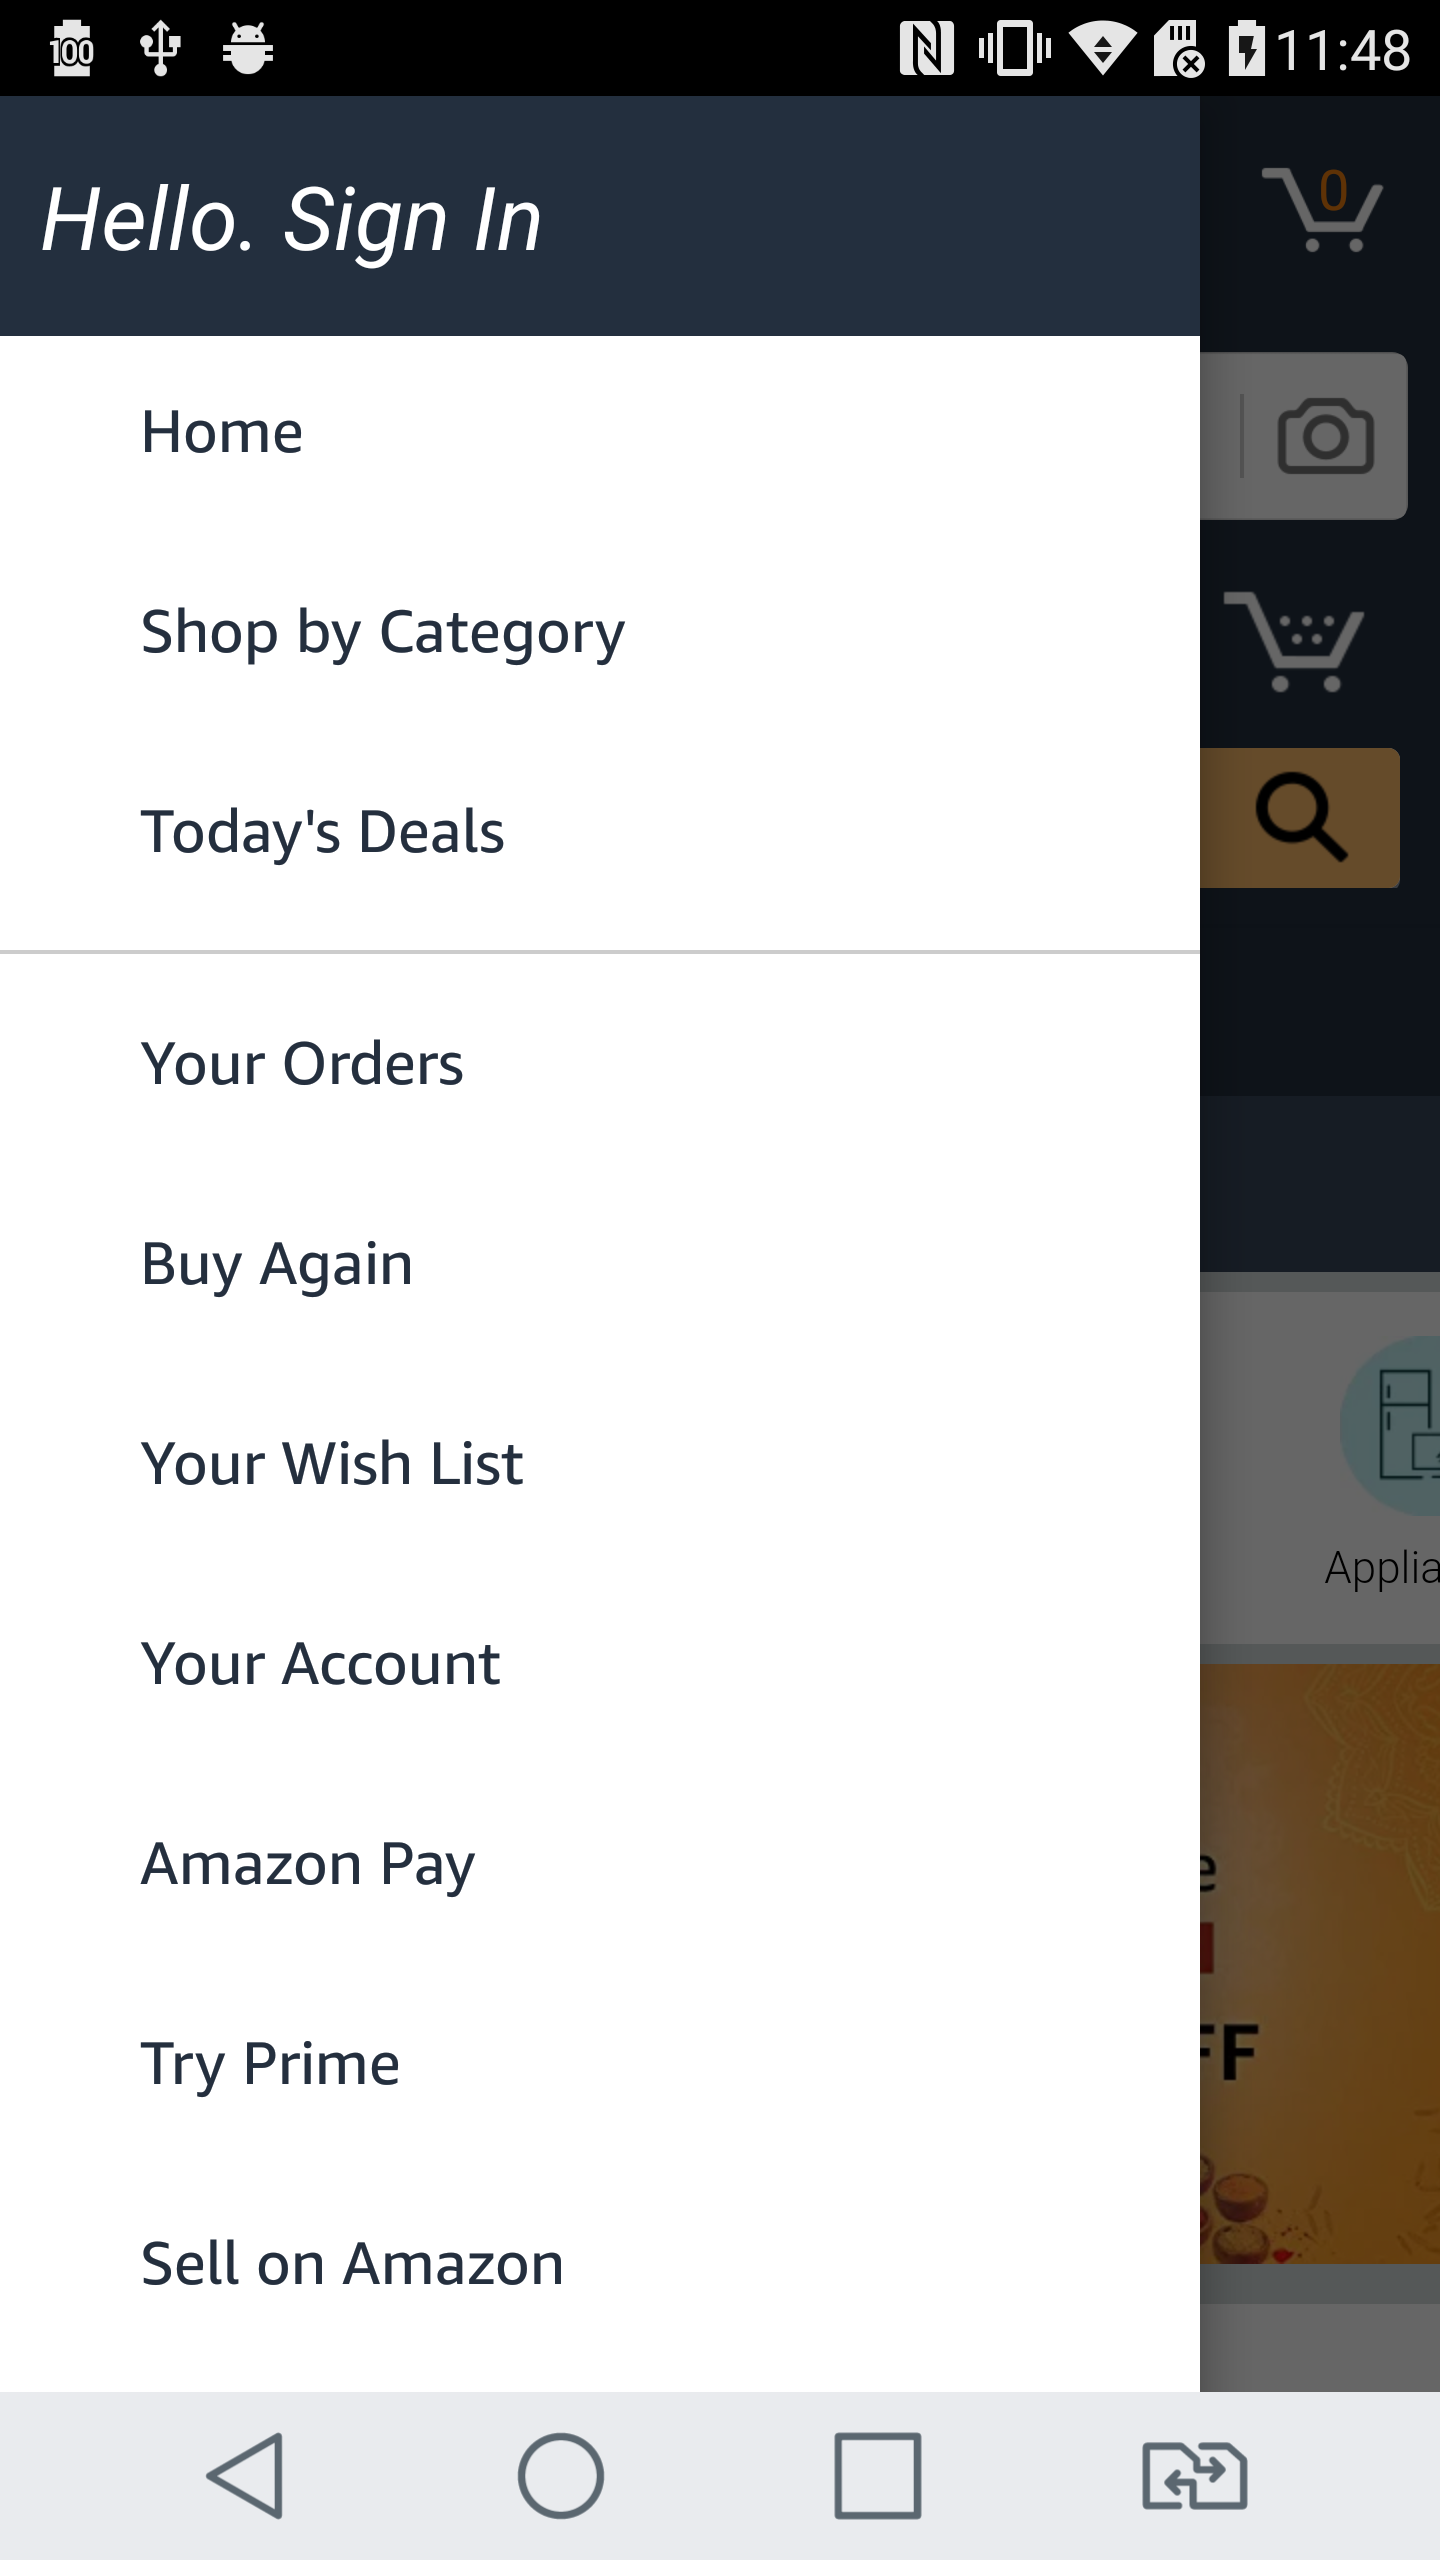 100
11:48
Hello. Sign In
0
Home
Shop by Category
Today's Deals
Your Orders
Buy Again
Your Wish List
Your Account
Amazon Pay
Try Prime
Sell on Amazon
Applia
e
FF